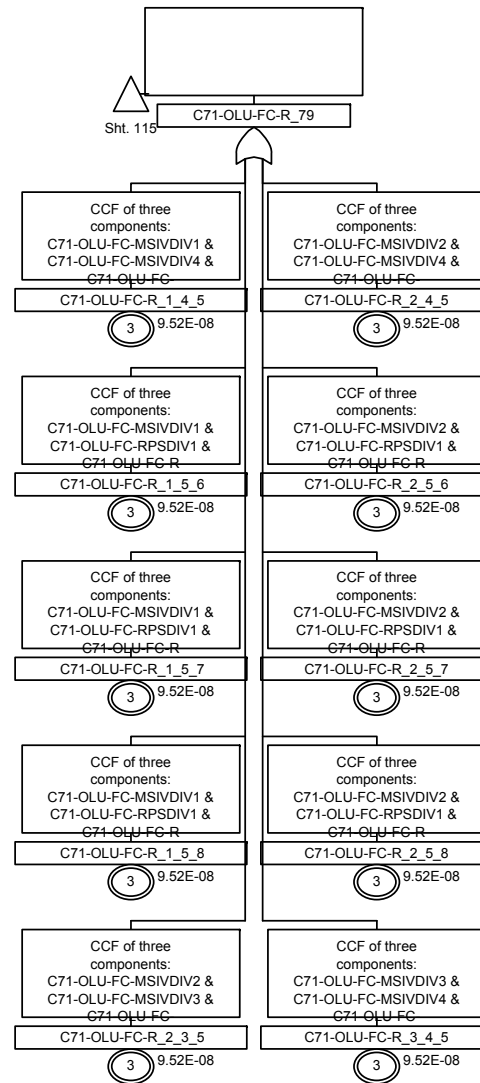 Sht. 115
C71-OLU-FC-R_79
CCF of three
components:
C71-OLU-FC-MSIVDIV1 &
C71-OLU-FC-MSIVDIV4 &
C71-OLU-FC-
C71-OLU-FC-R_1_4_5
3
9.52E-08
CCF of three
components:
C71-OLU-FC-MSIVDIV2 &
C71-OLU-FC-MSIVDIV4 &
C71-OLU-FC-
C71-OLU-FC-R_2_4_5
3
9.52E-08
CCF of three
components:
C71-OLU-FC-MSIVDIV1 &
C71-OLU-FC-RPSDIV1 &
C71-OLU-FC-R
C71-OLU-FC-R_1_5_6
3
9.52E-08
CCF of three
components:
C71-OLU-FC-MSIVDIV2 &
C71-OLU-FC-RPSDIV1 &
C71-OLU-FC-R
C71-OLU-FC-R_2_5_6
3
9.52E-08
CCF of three
components:
C71-OLU-FC-MSIVDIV1 &
C71-OLU-FC-RPSDIV1 &
C71-OLU-FC-R
C71-OLU-FC-R_1_5_7
3
9.52E-08
CCF of three
components:
C71-OLU-FC-MSIVDIV2 &
C71-OLU-FC-RPSDIV1 &
C71-OLU-FC-R
C71-OLU-FC-R_2_5_7
3
9.52E-08
CCF of three
components:
C71-OLU-FC-MSIVDIV1 &
C71-OLU-FC-RPSDIV1 &
C71-OLU-FC-R
C71-OLU-FC-R_1_5_8
3
9.52E-08
CCF of three
components:
C71-OLU-FC-MSIVDIV2 &
C71-OLU-FC-RPSDIV1 &
C71-OLU-FC-R
C71-OLU-FC-R_2_5_8
3
9.52E-08
CCF of three
components:
C71-OLU-FC-MSIVDIV2 &
C71-OLU-FC-MSIVDIV3 &
C71-OLU-FC-
C71-OLU-FC-R_2_3_5
3
9.52E-08
CCF of three
components:
C71-OLU-FC-MSIVDIV3 &
C71-OLU-FC-MSIVDIV4 &
C71-OLU-FC-
C71-OLU-FC-R_3_4_5
3
9.52E-08